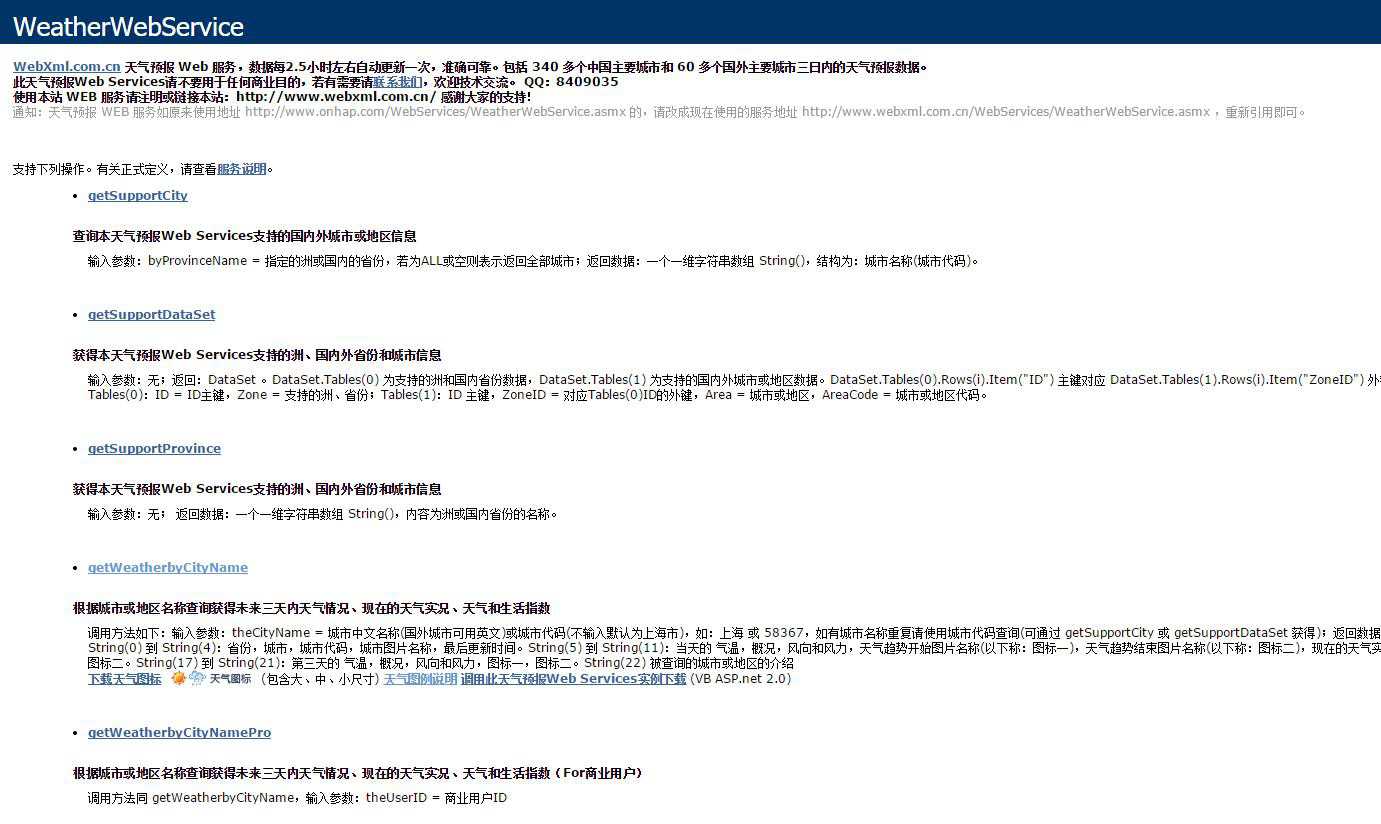 WeatherWebService
WebXml.com.cn 天气预报 Web 服务，数据每2.5小时左右自动更新一次，准确可靠。包括 340 多个中国主要城市和 60 多个国外主要城市三日内的天气预报数据。
此天气预报Web Services请不要用于任何商业目的，若有需要请联系我们，欢迎技术交流。 QQ：8409035
使用本站 WEB 服务请注明或链接本站：http://www.webxml.com.cn/ 感谢大家的支持！
通知：天气预报 WEB 服务如原来使用地址 http://www.onhap.com/WebServices/WeatherWebService.asmx 的，请改成现在使用的服务地址 http://www.webxml.com.cn/WebServices/WeatherWebService.asmx ，重新引用即可。
支持下列操作。有关正式定义，请查看服务说明。
• getSupportCity
查询本天气预报Web Services支持的国内外城市或地区信息
输入参数：byProvinceName = 指定的洲或国内的省份，若为ALL或空则表示返回全部城市；返回数据：一个一维字符串数组 String()，结构为：城市名称(城市代码)。
• getSupportDataSet
获得本天气预报Web Services支持的洲、国内外省份和城市信息
输入参数：无；返回：DataSet 。DataSet.Tables(0) 为支持的洲和国内省份数据，DataSet.Tables(1) 为支持的国内外城市或地区数据。DataSet.Tables(0).Rows(i).Item("ID") 主键对应 DataSet.Tables(1).Rows(i).Item("ZoneID") 外
Tables(0)：ID = ID主键，Zone = 支持的洲、省份；Tables(1)：ID 主键，ZoneID = 对应Tables(0)ID的外键，Area = 城市或地区，AreaCode = 城市或地区代码。
• getSupportProvince
获得本天气预报Web Services支持的洲、国内外省份和城市信息
输入参数：无； 返回数据：一个一维字符串数组 String()，内容为洲或国内省份的名称。
• getWeatherbyCityName
根据城市或地区名称查询获得未来三天内天气情况、现在的天气实况、天气和生活指数
调用方法如下：输入参数：theCityName = 城市中文名称(国外城市可用英文)或城市代码(不输入默认为上海市)，如：上海 或 58367，如有城市名称重复请使用城市代码查询(可通过 getSupportCity 或 getSupportDataSet 获得)；返回数据
String(0) 到 String(4)：省份，城市，城市代码，城市图片名称，最后更新时间。String(5) 到 String(11)：当天的 气温，概况，风向和风力，天气趋势开始图片名称(以下称：图标一)，天气趋势结束图片名称(以下称：图标二)，现在的天气实
图标二。String(17) 到 String(21)：第三天的 气温，概况，风向和风力，图标一，图标二。String(22) 被查询的城市或地区的介绍
下载天气图标 天气图标 （包含大、中、小尺寸) 天气图例说明 调用此天气预报Web Services实例下载 (VB ASP.net 2.0)
• getWeatherbyCityNamePro
根据城市或地区名称查询获得未来三天内天气情况、现在的天气实况、天气和生活指数（For商业用户）
调用方法同 getWeatherbyCityName，输入参数：theUserID = 商业用户ID